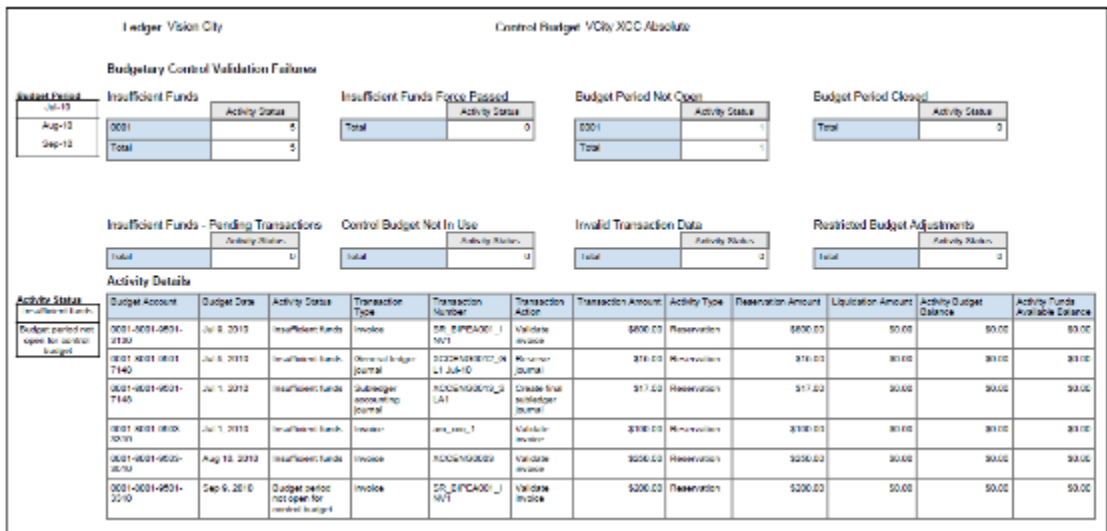 Ledger Vision City Control Budget VCity XCC Absolute
Budgetary Control Validation Failures
Budget Period
Jul-10
Aug-10
Sep-10
Insufficient Funds
Activity Status
0001 5
Total 5
Insufficient Funds Force Passed
Activity Status
Total 0
Budget Period Not Open
Activity Status
0001 1
Total 1
Budget Period Closed
Activity Status
Total 0
Insufficient Funds - Pending Transactions
Activity Status
Total 0
Control Budget Not In Use
Activity Status
Total 0
Invalid Transaction Data
Activity Status
Total 0
Restricted Budget Adjustments
Activity Status
Total 0
Activity Details
Activity Status
Insufficient funds
Budget period not
open for control
budget
Budget Account Budget Date Activity Status Transaction Type Transaction Number Transaction Action Transaction Amount Activity Type Reservation Amount Liquidation Amount Activity Budget Balance Activity Funds Available Balance
Insufficient funds Invoice Validate invoice $600.00 Reservation $600.00 $0.00 $0.00 $0.00
Insufficient funds General ledger journal Reserve journal Reservation $0.00 $0.00 $0.00
Jul 1, 2010 Insufficient funds Subledger accounting journal Create final subledger journal $17.00 Reservation $17.00 $0.00 $0.00 $0.00
Jul 1, 2010 Insufficient funds Invoice Validate invoice $100.00 Reservation $100.00 $0.00 $0.00 $0.00
Aug 10, 2010 Insufficient funds Invoice Validate invoice $250.00 Reservation $250.00 $0.00 $0.00 $0.00
Sep 9, 2010 Budget period not open for control budget Invoice Validate invoice $200.00 Reservation $200.00 $0.00 $0.00 $0.00